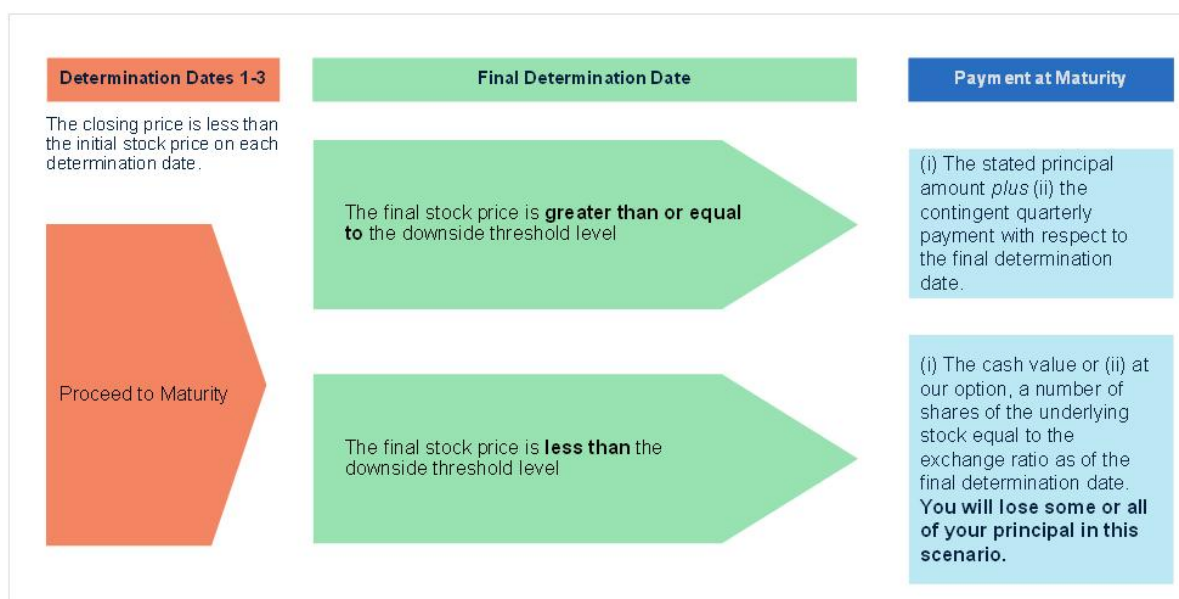 Determination Dates 1-3
Final Determination Date
Payment at Maturity
The closing price is less than
the initial stock price on each
determination date.
Proceed to Maturity
The final stock price is greater than or equal
to the downside threshold level
(i) The stated principal
amount plus (ii) the
contingent quarterly
payment with respect to
the final determination
date.
The final stock price is less than the
downside threshold level
(i) The cash value or (ii) at
our option, a number of
shares of the underlying
stock equal to the
exchange ratio as of the
final determination date.
You will lose some or all
of your principal in this
scenario.